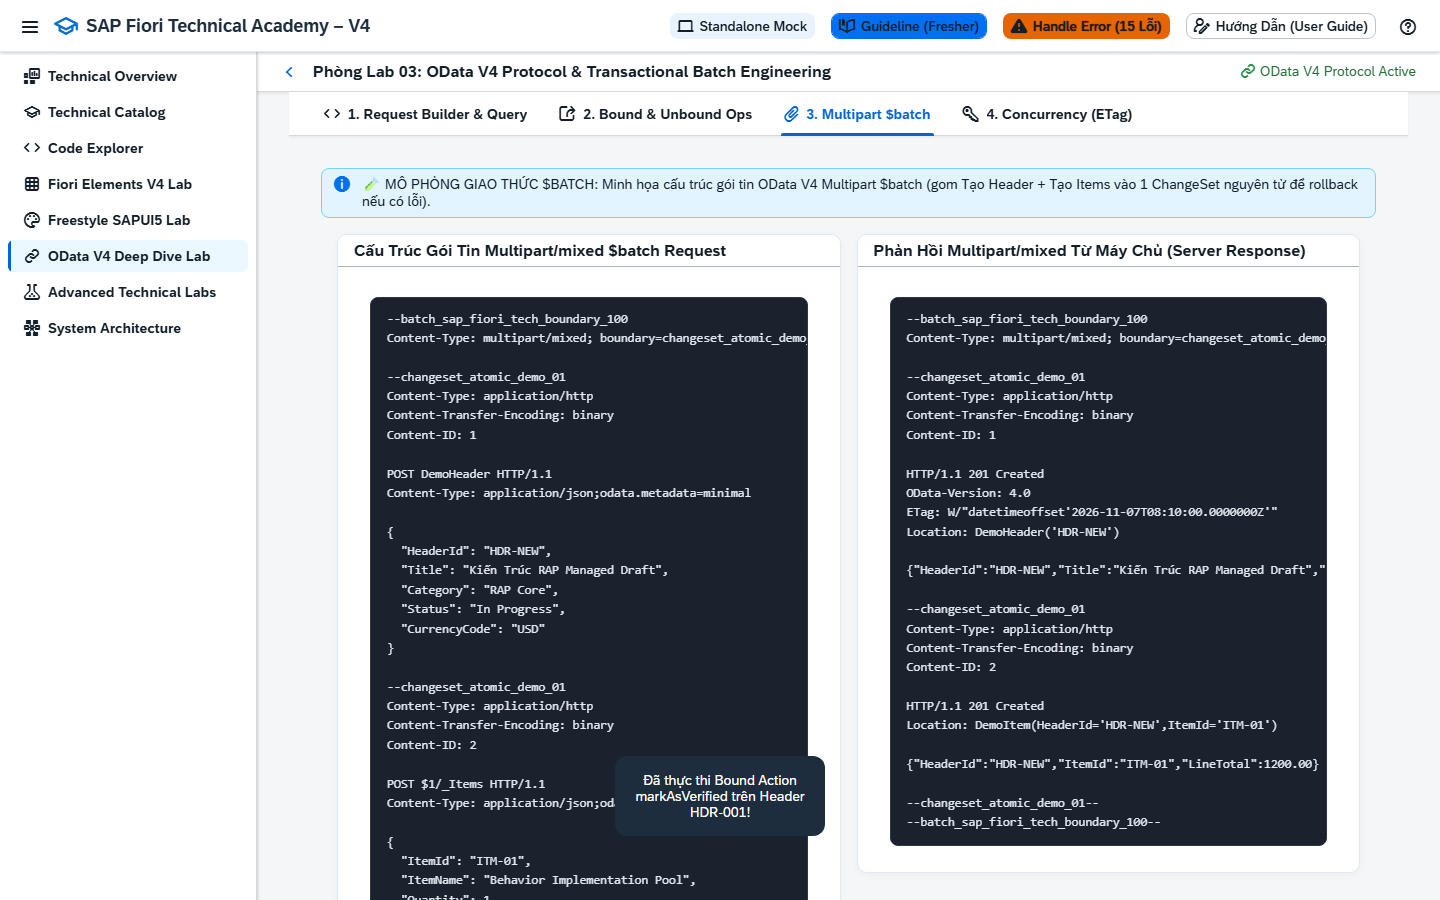 SAP Fiori Technical Academy – V4
Standalone Mock
Guideline (Fresher)
Handle Error (15 Lỗi)
Hướng Dẫn (User Guide)
Technical Overview
Technical Catalog
Code Explorer
Fiori Elements V4 Lab
Freestyle SAPUI5 Lab
OData V4 Deep Dive Lab
Advanced Technical Labs
System Architecture
Phòng Lab 03: OData V4 Protocol & Transactional Batch Engineering
OData V4 Protocol Active
1. Request Builder & Query
2. Bound & Unbound Ops
3. Multipart $batch
4. Concurrency (ETag)
MÔ PHỎNG GIAO THỨC $BATCH: Minh họa cấu trúc gói tin OData V4 Multipart $batch (gom Tạo Header + Tạo Items vào 1 ChangeSet nguyên tử để rollback
nếu có lỗi).
Cấu Trúc Gói Tin Multipart/mixed $batch Request
--batch_sap_fiori_tech_boundary_100
Content-Type: multipart/mixed; boundary=changeset_atomic_demo_
--changeset_atomic_demo_01
Content-Type: application/http
Content-Transfer-Encoding: binary
Content-ID: 1
POST DemoHeader HTTP/1.1
Content-Type: application/json;odata.metadata=minimal
{
"HeaderId": "HDR-NEW",
"Title": "Kiến Trúc RAP Managed Draft",
"Category": "RAP Core",
"Status": "In Progress",
"CurrencyCode": "USD"
}
--changeset_atomic_demo_01
Content-Type: application/http
Content-Transfer-Encoding: binary
Content-ID: 2
POST $1/_Items HTTP/1.1
Content-Type: application/json;od
{
"ItemId": "ITM-01",
"ItemName": "Behavior Implementation Pool",
"Quantity": 1
Phản Hồi Multipart/mixed Từ Máy Chủ (Server Response)
--batch_sap_fiori_tech_boundary_100
Content-Type: multipart/mixed; boundary=changeset_atomic_demo_
--changeset_atomic_demo_01
Content-Type: application/http
Content-Transfer-Encoding: binary
Content-ID: 1
HTTP/1.1 201 Created
OData-Version: 4.0
ETag: W/"datetimeoffset'2026-11-07T08:10:00.0000000Z'"
Location: DemoHeader('HDR-NEW')
{"HeaderId":"HDR-NEW","Title":"Kiến Trúc RAP Managed Draft","
--changeset_atomic_demo_01
Content-Type: application/http
Content-Transfer-Encoding: binary
Content-ID: 2
HTTP/1.1 201 Created
Location: DemoItem(HeaderId='HDR-NEW',ItemId='ITM-01')
{"HeaderId":"HDR-NEW","ItemId":"ITM-01","LineTotal":1200.00}
--changeset_atomic_demo_01--
--batch_sap_fiori_tech_boundary_100--
Đã thực thi Bound Action
markAsVerified trên Header
HDR-001!